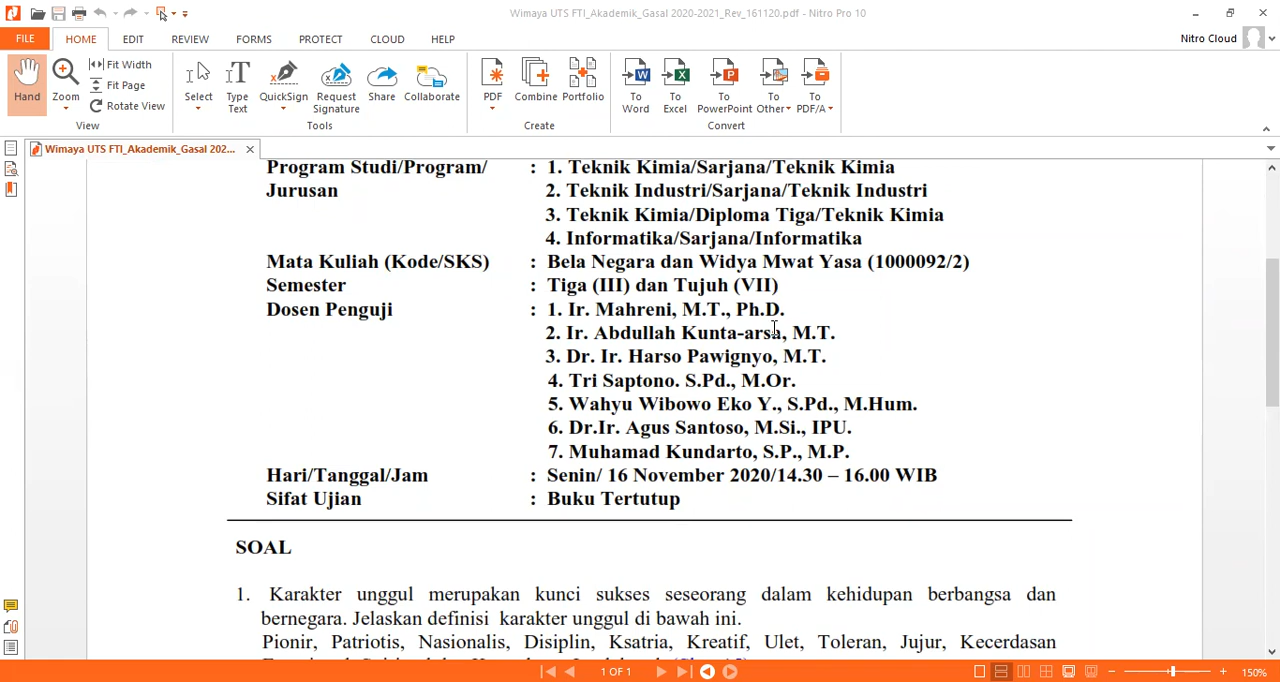 Wimaya UTS FTI_Akademik_Gasal 2020-2021_Rev_161120.pdf - Nitro Pro 10
FILE HOME EDIT REVIEW FORMS PROTECT CLOUD HELP Nitro Cloud
Hand
Zoom
Fit Width
Fit Page
Rotate View
View
Select
Type Text
QuickSign
Request Signature
Share
Collaborate
Tools
PDF
Combine
Portfolio
Create
To Word
To Excel
To PowerPoint
To Other
To PDF/A
Convert
Wimaya UTS FTI_Akademik_Gasal 202...
Program Studi/Program/ : 1. Teknik Kimia/Sarjana/Teknik Kimia
Jurusan 2. Teknik Industri/Sarjana/Teknik Industri
3. Teknik Kimia/Diploma Tiga/Teknik Kimia
4. Informatika/Sarjana/Informatika
Mata Kuliah (Kode/SKS) : Bela Negara dan Widya Mwat Yasa (1000092/2)
Semester : Tiga (III) dan Tujuh (VII)
Dosen Penguji : 1. Ir. Mahreni, M.T., Ph.D.
2. Ir. Abdullah Kunta-arsa, M.T.
3. Dr. Ir. Harso Pawignyo, M.T.
4. Tri Saptono. S.Pd., M.Or.
5. Wahyu Wibowo Eko Y., S.Pd., M.Hum.
6. Dr.Ir. Agus Santoso, M.Si., IPU.
7. Muhamad Kundarto, S.P., M.P.
Hari/Tanggal/Jam : Senin/ 16 November 2020/14.30 – 16.00 WIB
Sifat Ujian : Buku Tertutup
SOAL
1. Karakter unggul merupakan kunci sukses seseorang dalam kehidupan berbangsa dan
bernegara. Jelaskan definisi karakter unggul di bawah ini.
Pionir, Patriotis, Nasionalis, Disiplin, Ksatria, Kreatif, Ulet, Toleran, Jujur, Kecerdasan
1 OF 1
150%